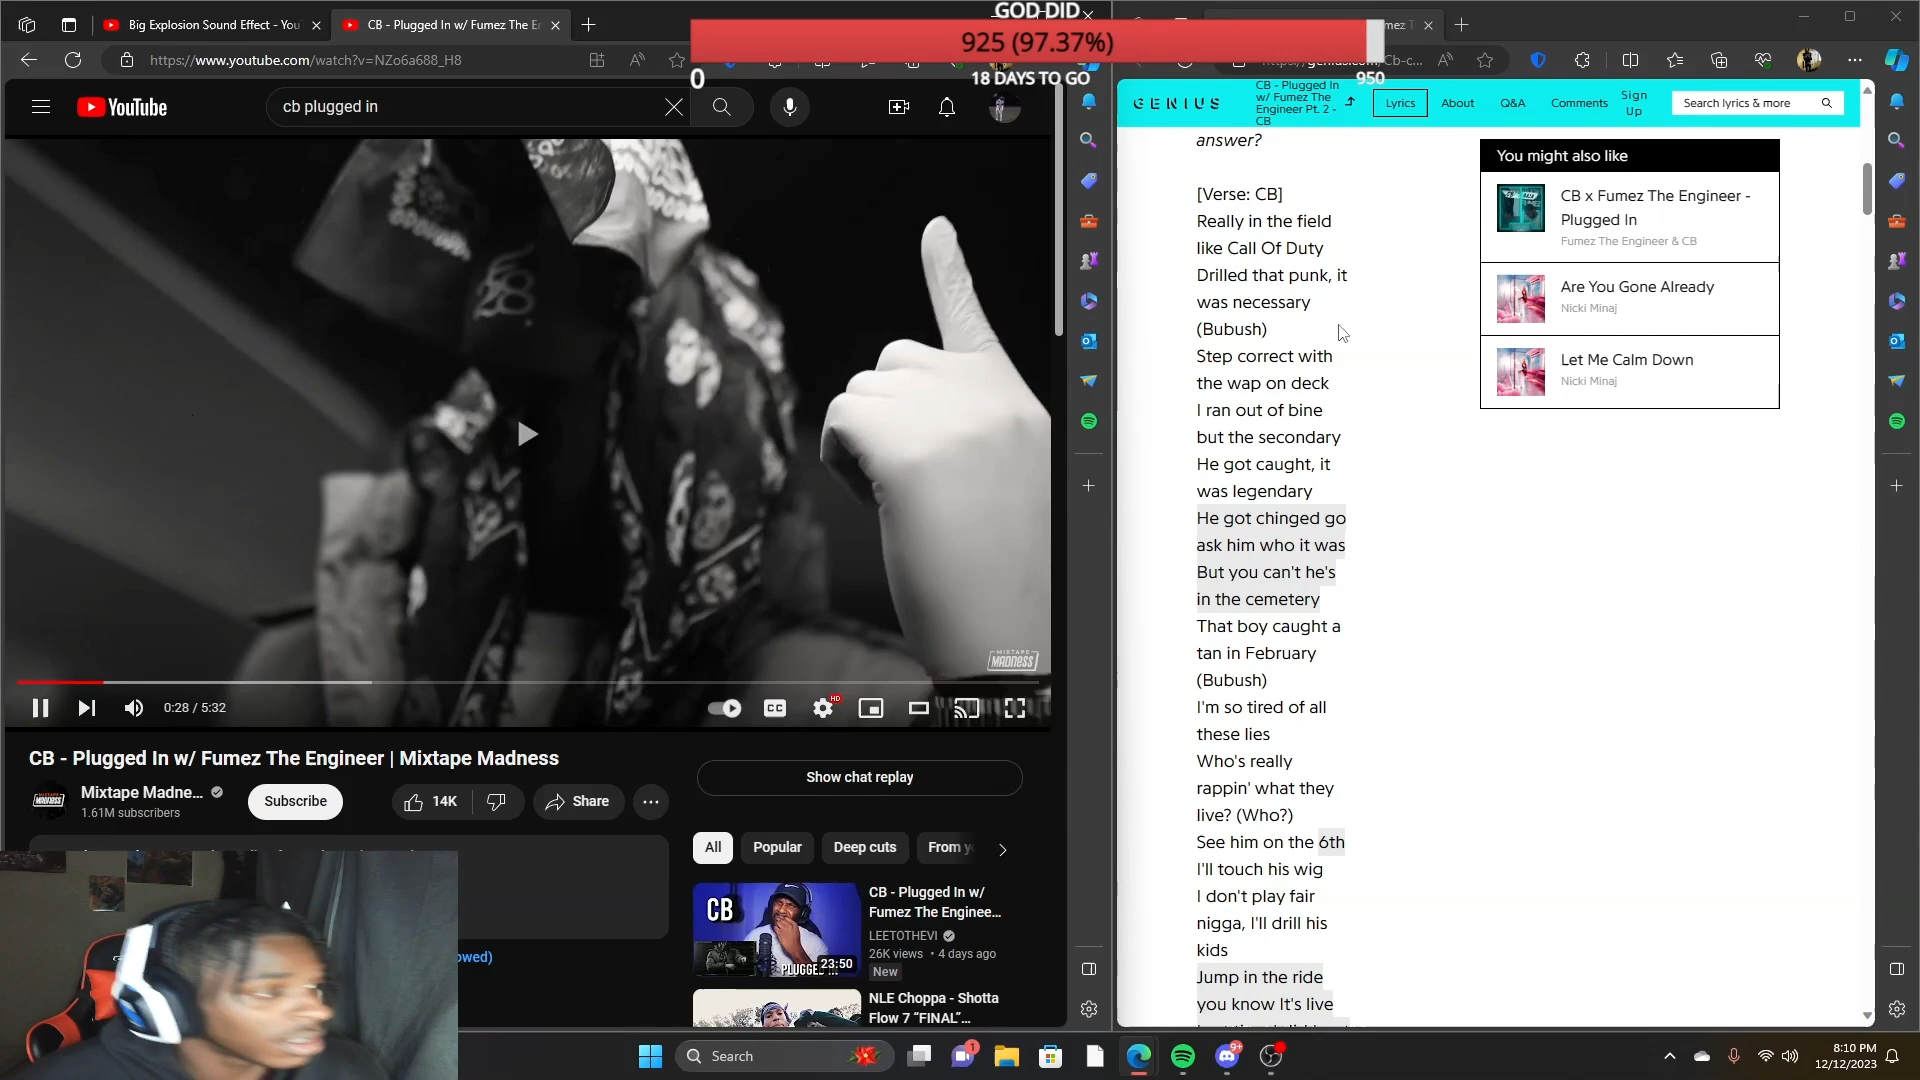 GOD DID
925 (97.37%)
0
18 DAYS TO GO
950
Big Explosion Sound Effect - You
CB - Plugged In w/ Fumez The E
https://www.youtube.com/watch?v=NZo6a688_H8
YouTube
cb plugged in
28
MIXTAPE
MADNESS
0:28 / 5:32
CC
HD
CB - Plugged In w/ Fumez The Engineer | Mixtape Madness
Mixtape Madne...
1.61M subscribers
Subscribe
14K
Share
Show chat replay
All
Popular
Deep cuts
From y
owed)
CB
PLUGGED
23:50
CB - Plugged In w/
Fumez The Enginee...
LEETOTHEVI
26K views • 4 days ago
New
NLE Choppa - Shotta
Flow 7 “FINAL”...
GENIUS
CB - Plugged In
w/ Fumez The
Engineer Pt. 2 -
CB
Lyrics
About
Q&A
Comments
Sign
Up
Search lyrics & more
answer?
[Verse: CB]
Really in the field
like Call Of Duty
Drilled that punk, it
was necessary
(Bubush)
Step correct with
the wap on deck
I ran out of bine
but the secondary
He got caught, it
was legendary
He got chinged go
ask him who it was
But you can't he's
in the cemetery
That boy caught a
tan in February
(Bubush)
I'm so tired of all
these lies
Who's really
rappin' what they
live? (Who?)
See him on the 6th
I'll touch his wig
I don't play fair
nigga, I'll drill his
kids
Jump in the ride
you know It's live
You might also like
CB x Fumez The Engineer -
Plugged In
Fumez The Engineer & CB
Are You Gone Already
Nicki Minaj
Let Me Calm Down
Nicki Minaj
Search
1
9+
8:10 PM
12/12/2023